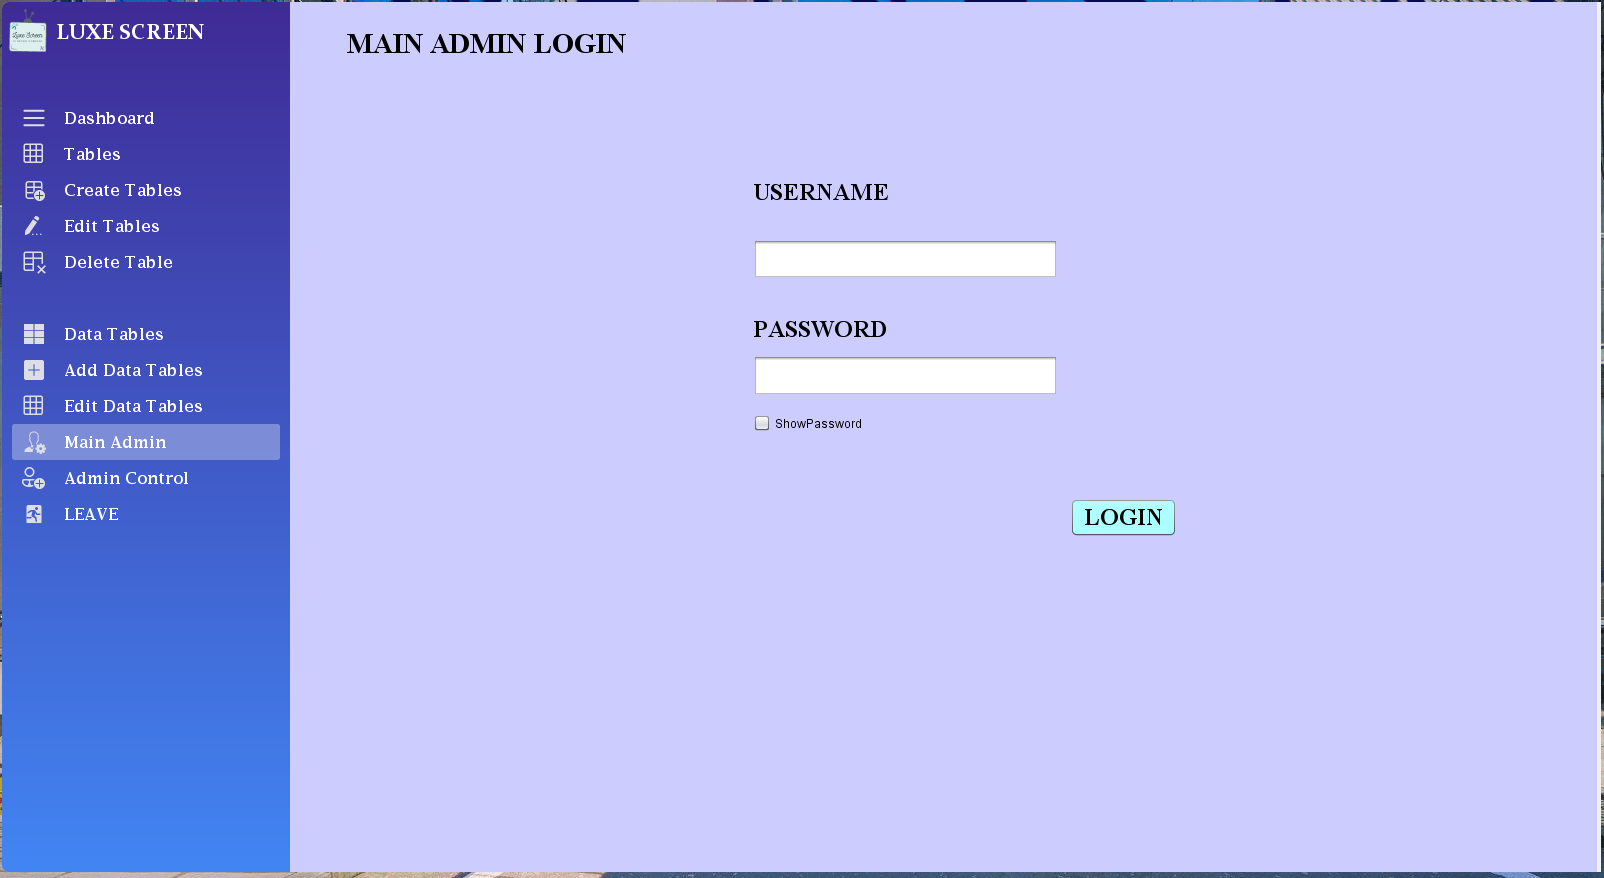 LUXE SCREEN
Dashboard
Tables
Create Tables
Edit Tables
Delete Table
Data Tables
Add Data Tables
Edit Data Tables
Main Admin
Admin Control
LEAVE
MAIN ADMIN LOGIN
USERNAME
PASSWORD
ShowPassword
LOGIN